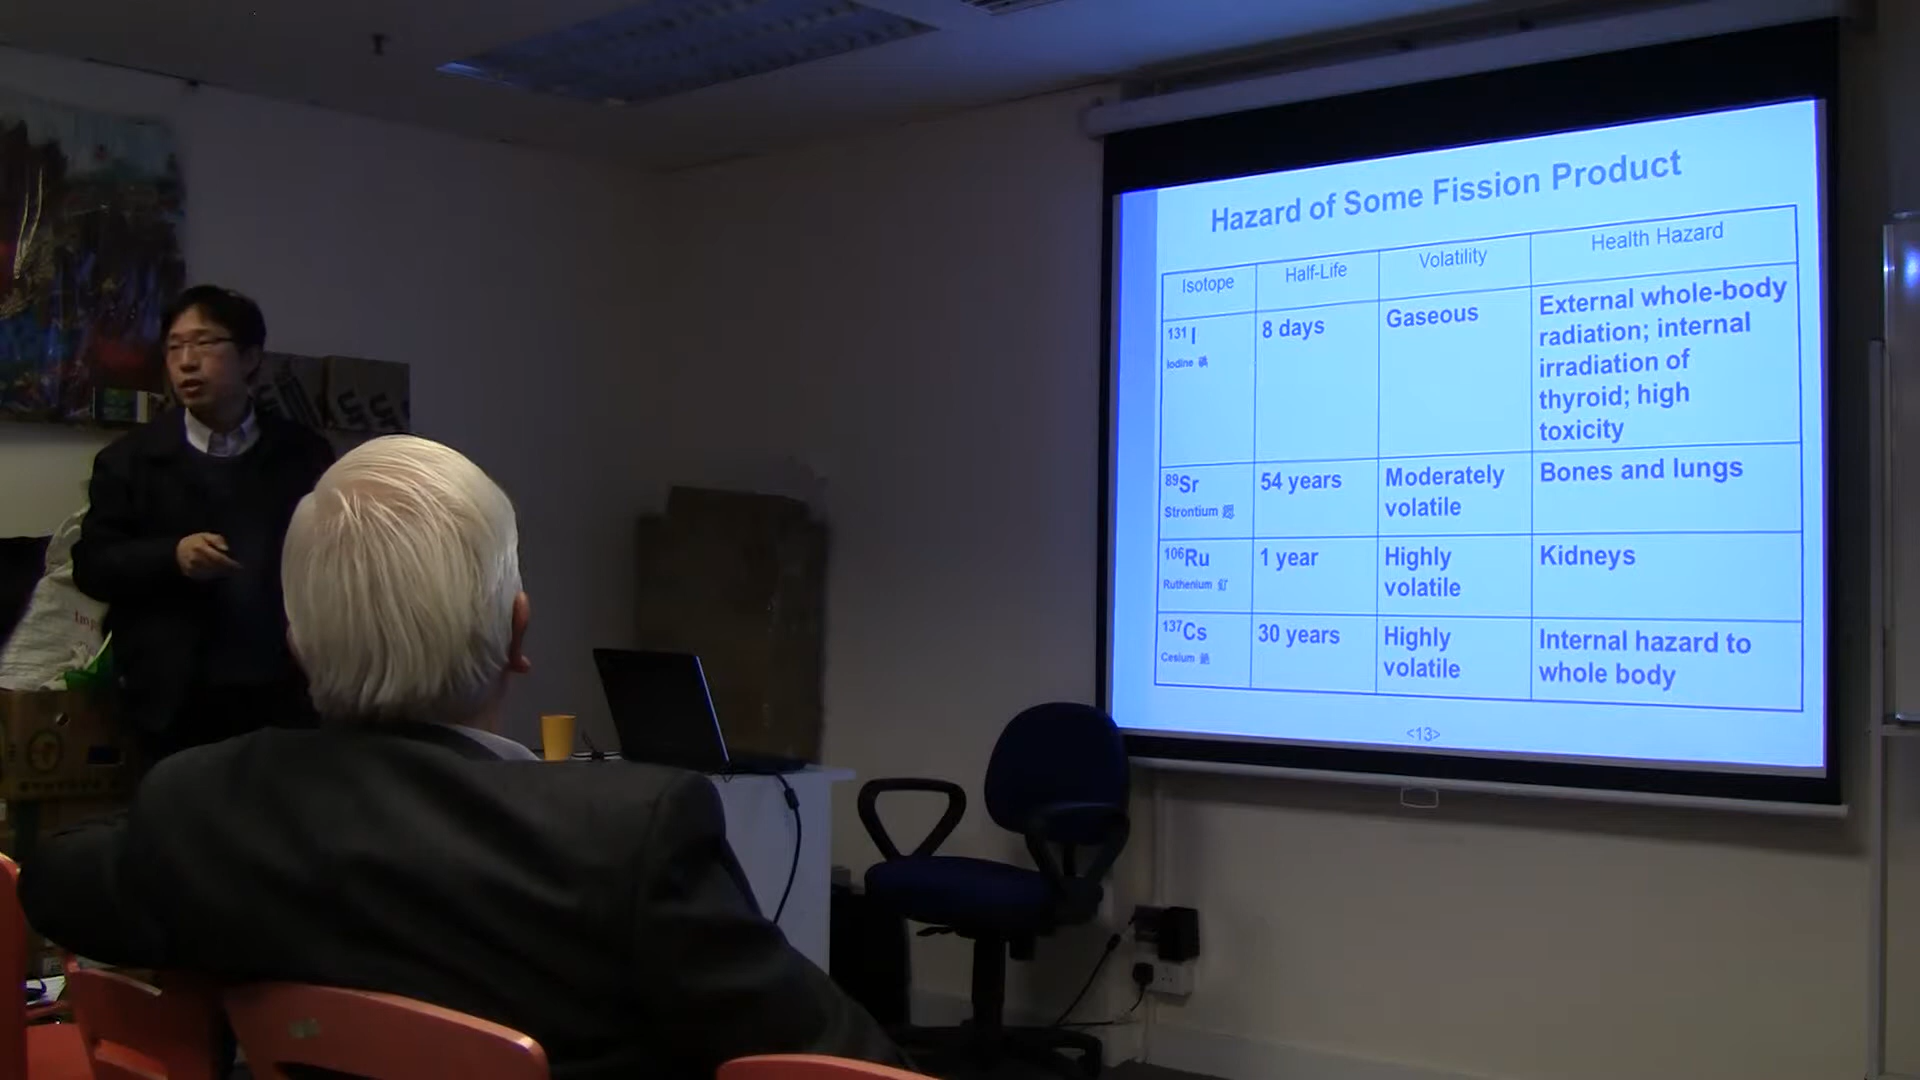 Hazard of Some Fission Product
Isotope Half-Life Volatility Health Hazard
131 I 8 days Gaseous External whole-body
Iodine 碘 radiation; internal
irradiation of
thyroid; high
toxicity
89Sr 54 years Moderately Bones and lungs
Strontium 鍶 volatile
106Ru 1 year Highly Kidneys
Ruthenium 釕 volatile
137Cs 30 years Highly Internal hazard to
Cesium 銫 volatile whole body
<13>